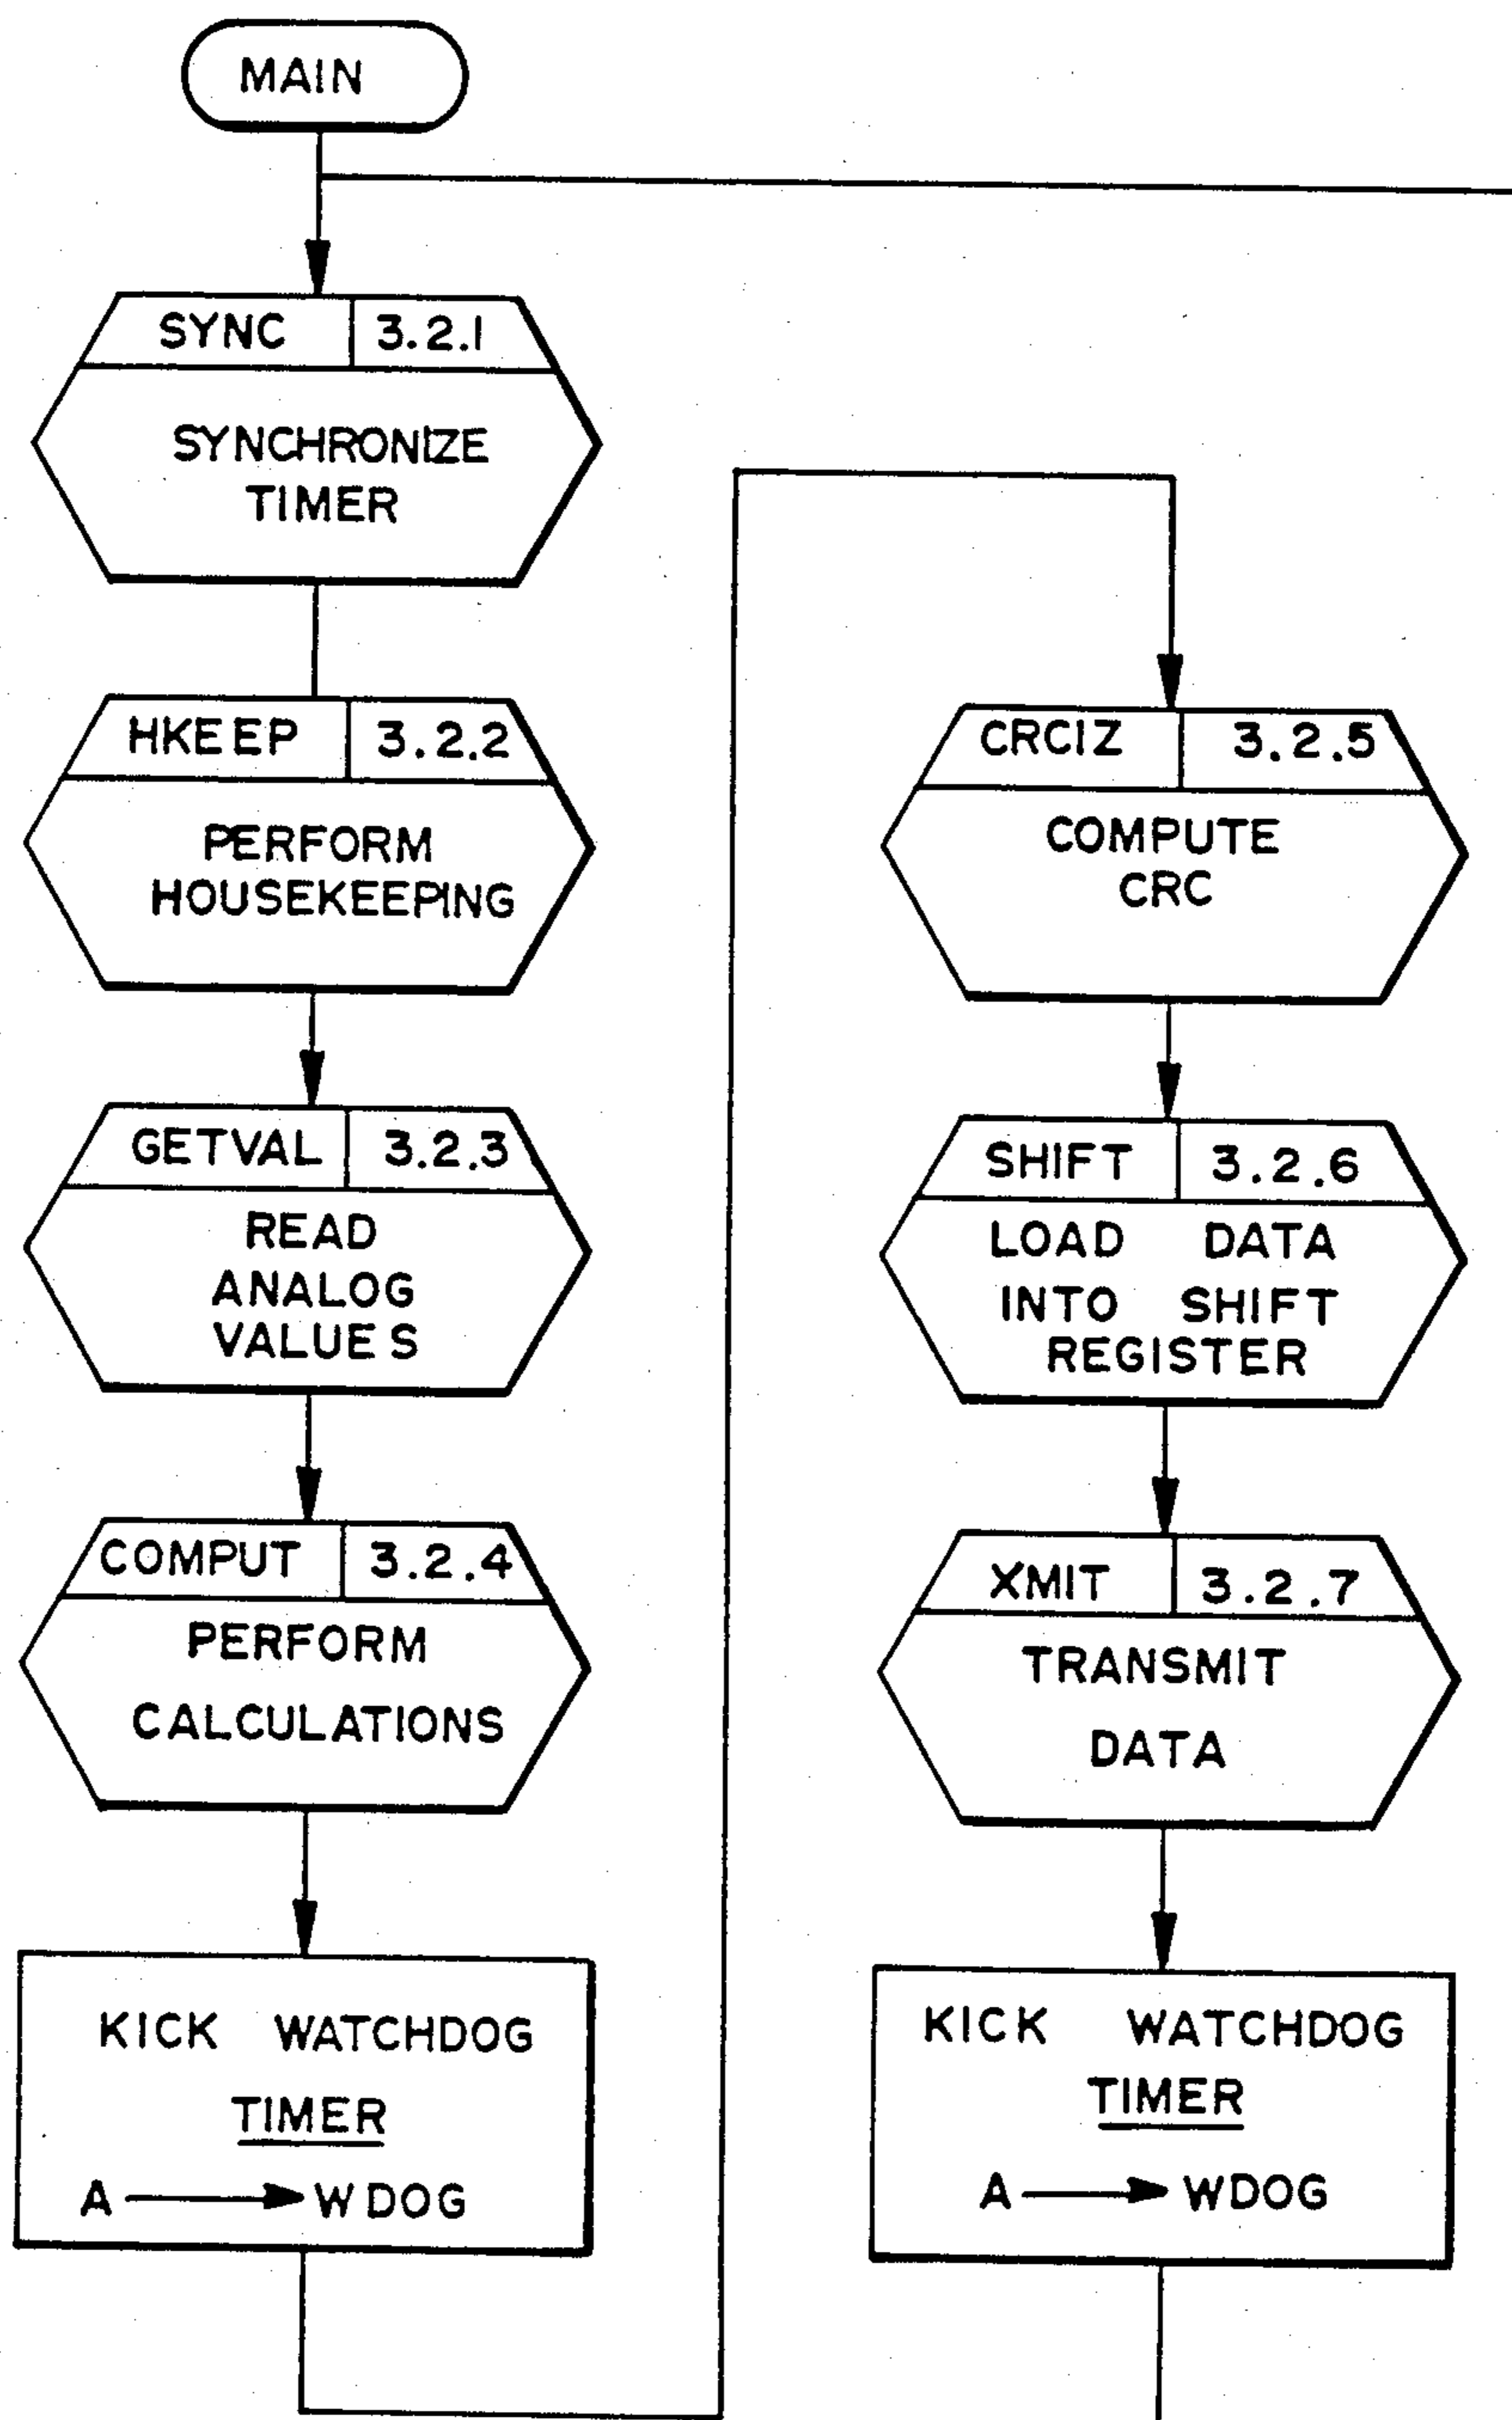 MAIN
SYNC 3.2.1
SYNCHRONIZE
TIMER
HKEEP 3.2.2
PERFORM
HOUSEKEEPING
GETVAL 3.2.3
READ
ANALOG
VALUES
COMPUT 3.2.4
PERFORM
CALCULATIONS
KICK WATCHDOG
TIMER
A → WDOG
CRCIZ 3.2.5
COMPUTE
CRC
SHIFT 3.2.6
LOAD DATA
INTO SHIFT
REGISTER
XMIT 3.2.7
TRANSMIT
DATA
KICK WATCHDOG
TIMER
A → WDOG